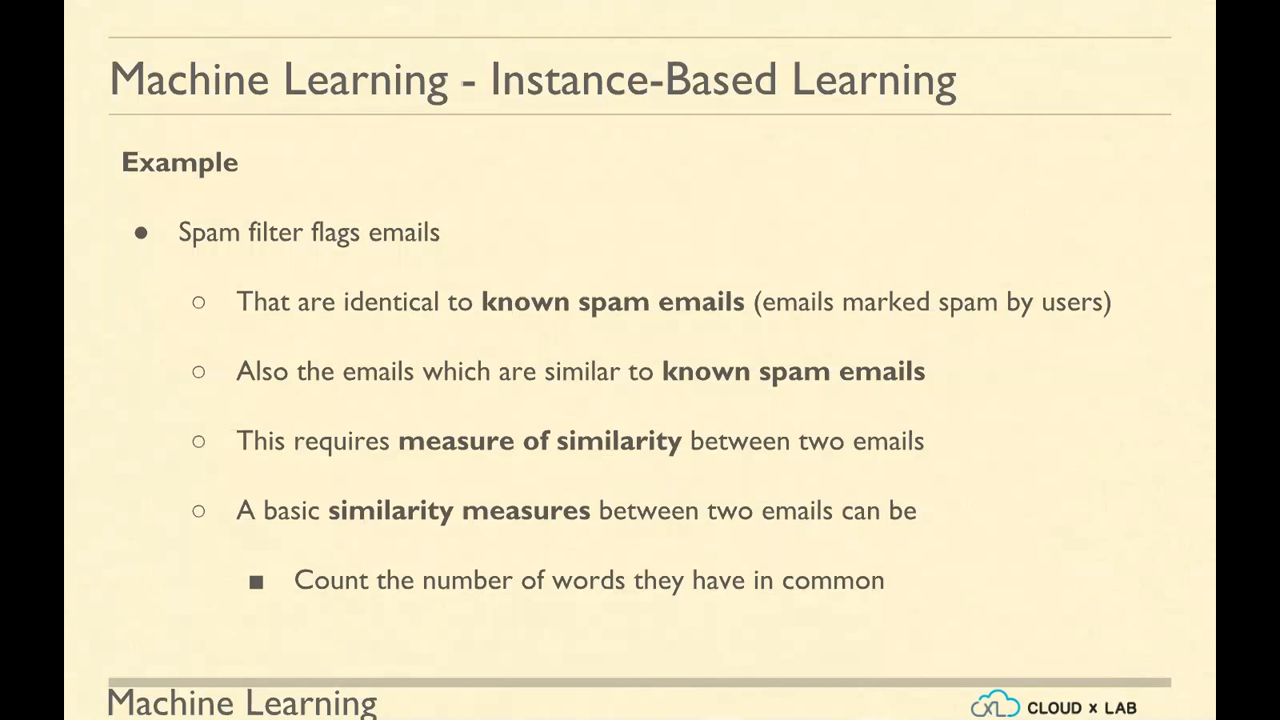 Machine Learning - Instance-Based Learning
Example
● Spam filter flags emails
○ That are identical to known spam emails (emails marked spam by users)
○ Also the emails which are similar to known spam emails
○ This requires measure of similarity between two emails
○ A basic similarity measures between two emails can be
■ Count the number of words they have in common
Machine Learning
CLOUD x LAB